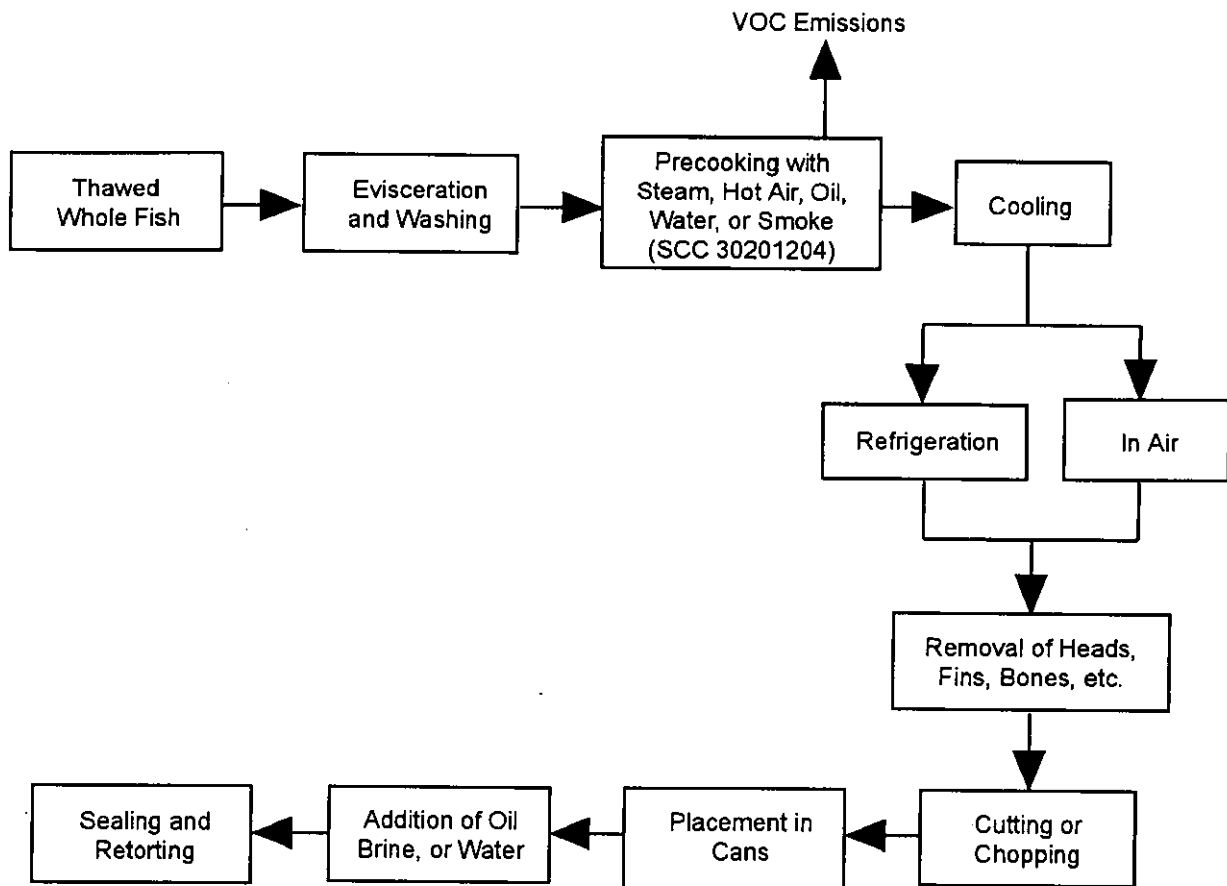 VOC Emissions
Thawed
Whole Fish
Evisceration
and Washing
Precooking with
Steam, Hot Air, Oil,
Water, or Smoke
(SCC 30201204)
Cooling
Refrigeration
In Air
Removal of Heads,
Fins, Bones, etc.
Cutting or
Chopping
Placement in
Cans
Addition of Oil
Brine, or Water
Sealing and
Retorting